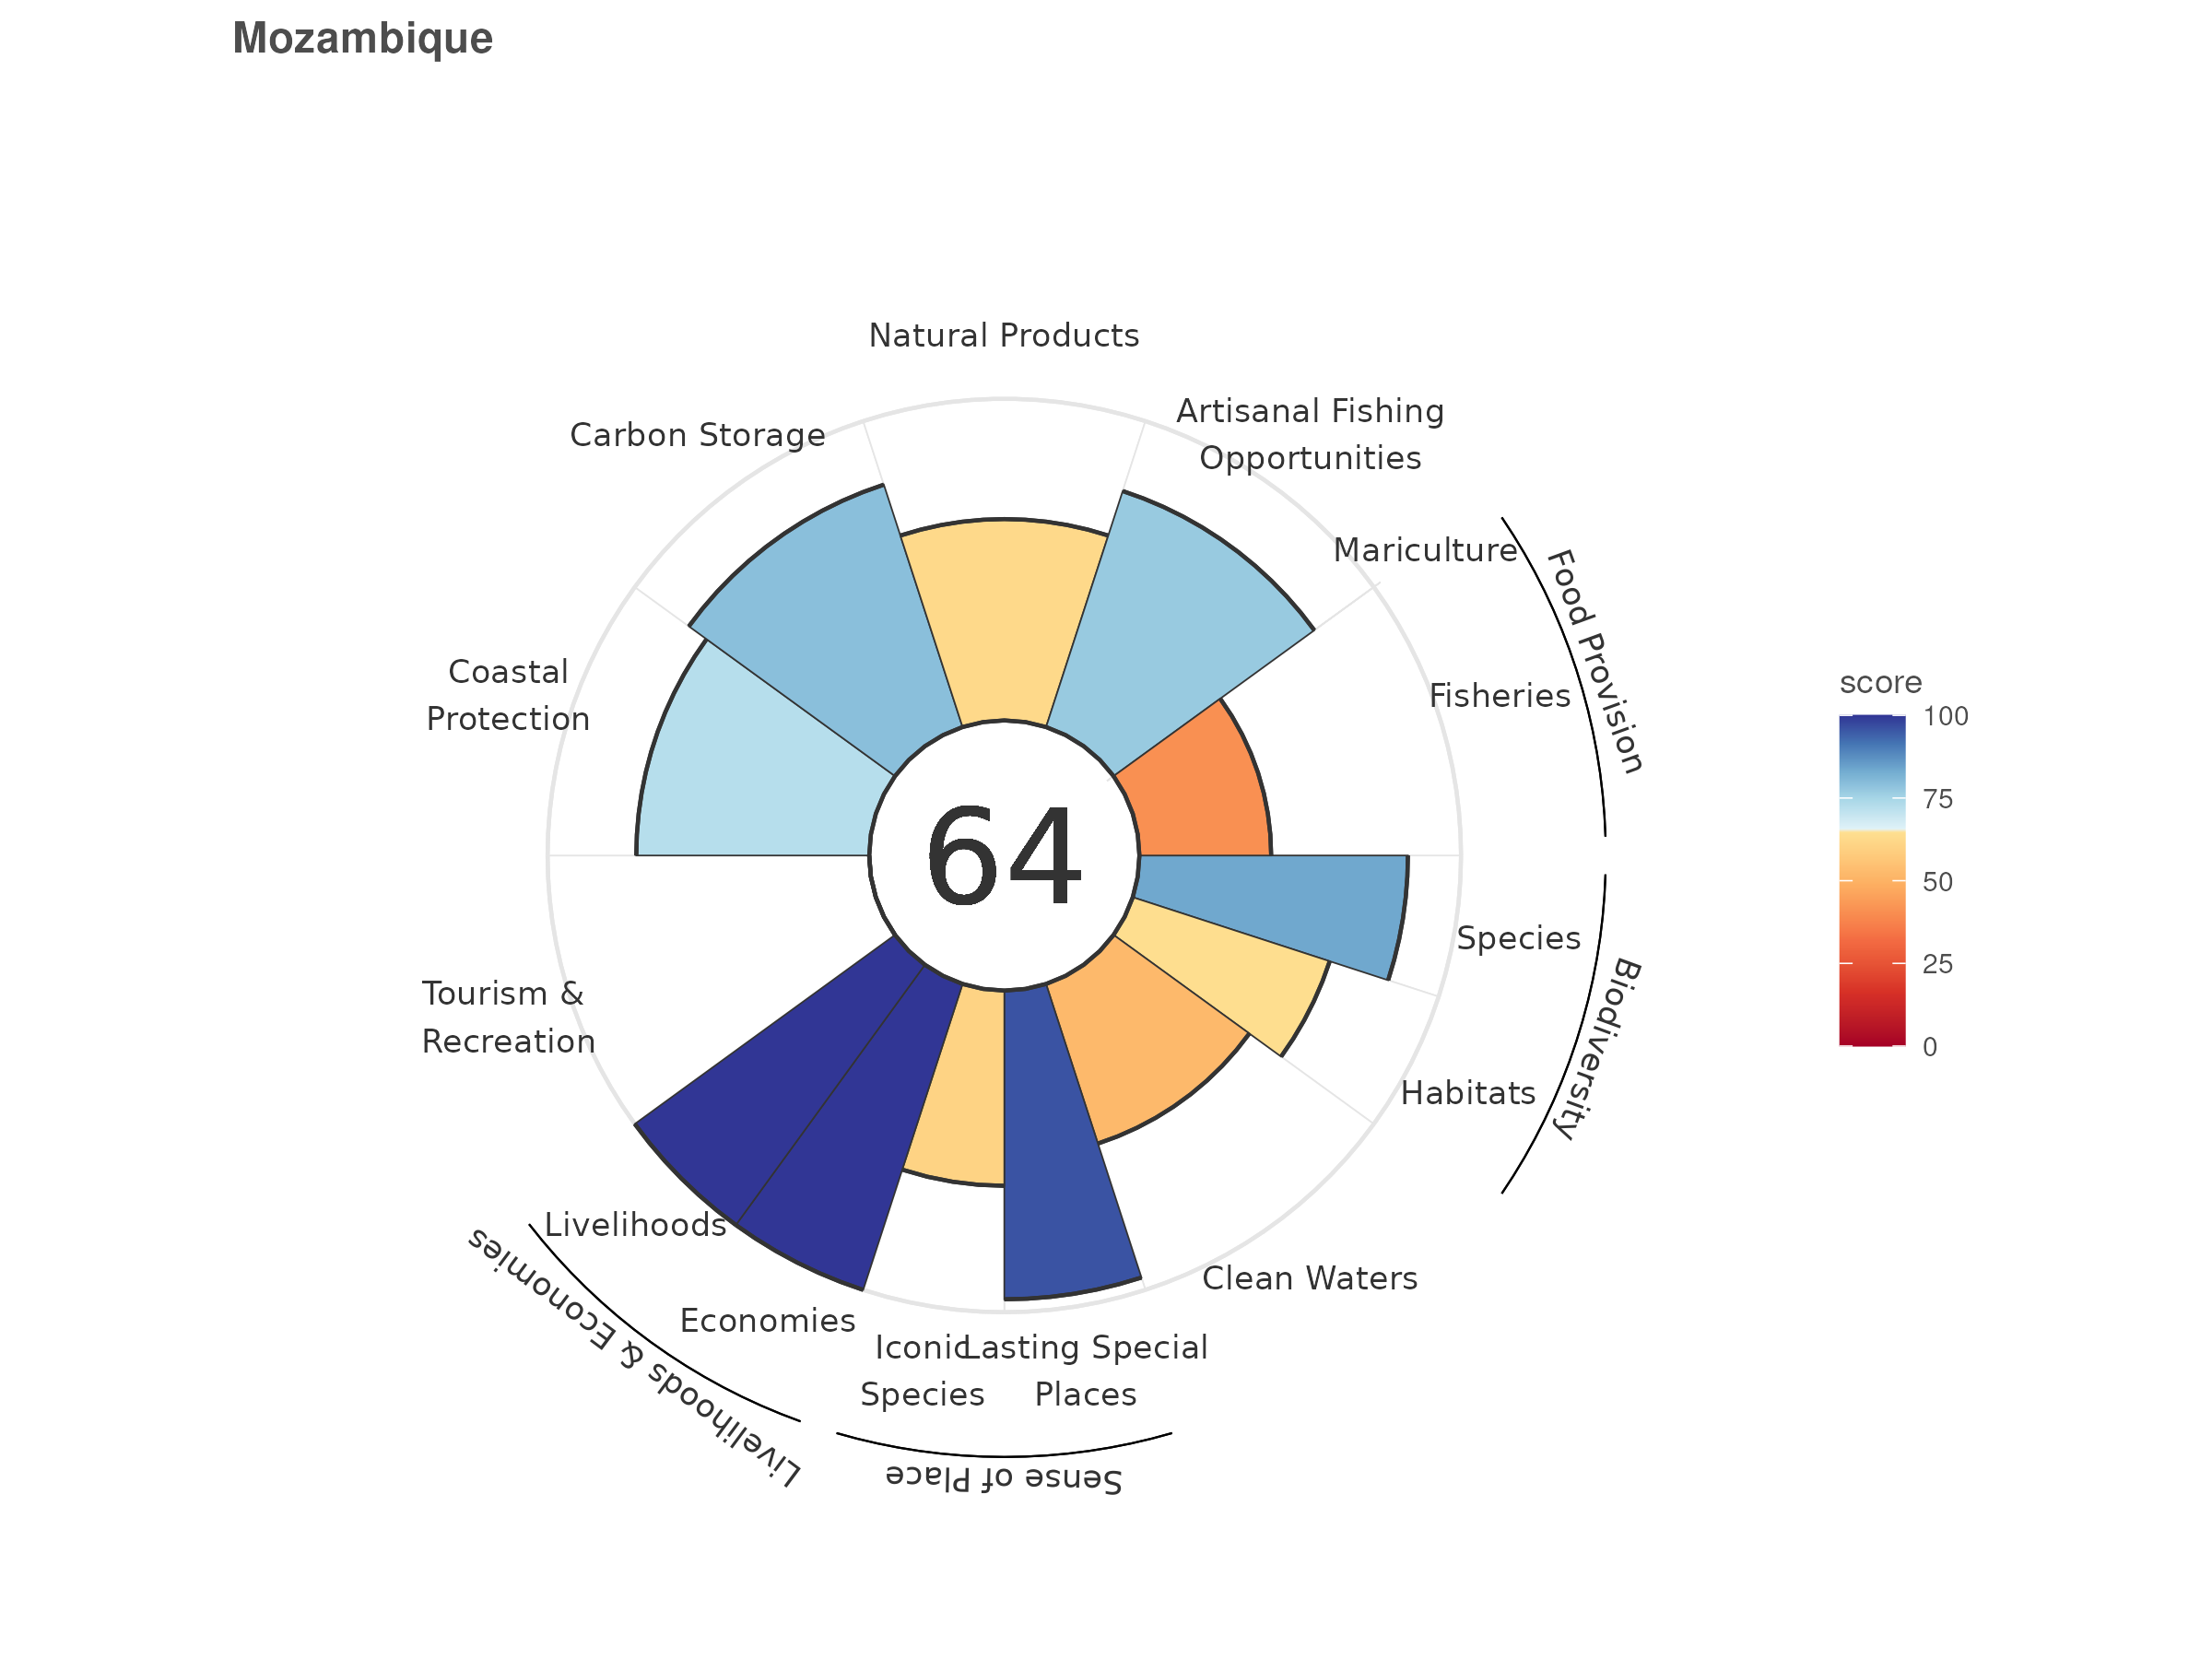 Mozambique
Natural Products
Artisanal Fishing
Opportunities
Carbon Storage
Mariculture
Food Provision
Fisheries
Coastal
Protection
score
100
75
50
25
0
64
Species
Biodiversity
Habitats
Tourism &
Recreation
Livelihoods
Livelihoods & Economies
Economies
Clean Waters
Iconic
Species
Lasting Special
Places
Sense of Place